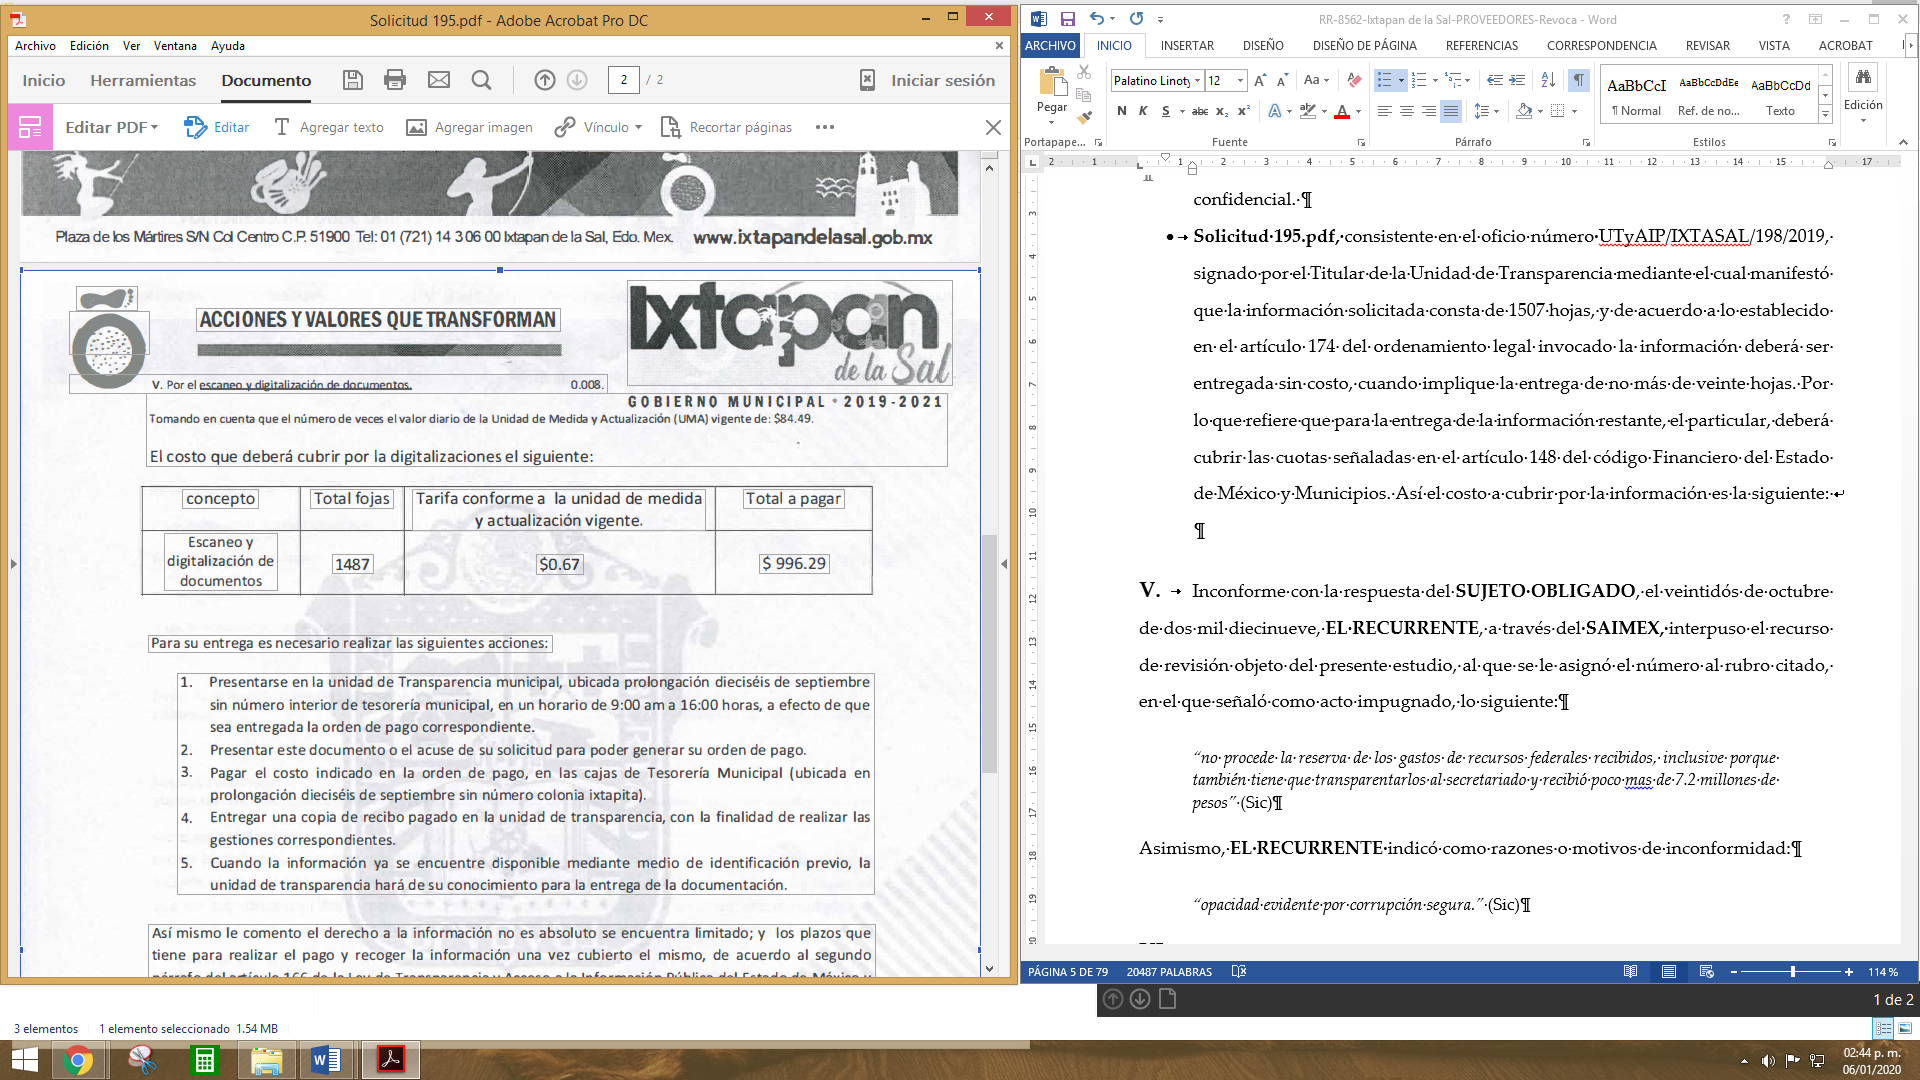 Solicitud 195.pdf - Adobe Acrobat Pro DC
Archivo Edición Ver Ventana Ayuda
Inicio Herramientas Documento 2 / 2 Iniciar sesión
Editar PDF Editar Agregar texto Agregar imagen Vínculo Recortar páginas
Plaza de los Mártires S/N Col Centro C.P. 51900 Tel: 01 (721) 14 3 06 00 Ixtapan de la Sal, Edo. Mex. www.ixtapandelasal.gob.mx
ACCIONES Y VALORES QUE TRANSFORMAN
Ixtapan
de la Sal
V. Por el escaneo y digitalización de documentos. 0.008.
GOBIERNO MUNICIPAL • 2019-2021
Tomando en cuenta que el número de veces el valor diario de la Unidad de Medida y Actualización (UMA) vigente de: $84.49.
El costo que deberá cubrir por la digitalizaciones el siguiente:
concepto Total fojas Tarifa conforme a la unidad de medida y actualización vigente. Total a pagar
Escaneo y digitalización de documentos 1487 $0.67 $ 996.29
Para su entrega es necesario realizar las siguientes acciones:
1. Presentarse en la unidad de Transparencia municipal, ubicada prolongación dieciséis de septiembre
sin número interior de tesorería municipal, en un horario de 9:00 am a 16:00 horas, a efecto de que
sea entregada la orden de pago correspondiente.
2. Presentar este documento o el acuse de su solicitud para poder generar su orden de pago.
3. Pagar el costo indicado en la orden de pago, en las cajas de Tesorería Municipal (ubicada en
prolongación dieciséis de septiembre sin número colonia ixtapita).
4. Entregar una copia de recibo pagado en la unidad de transparencia, con la finalidad de realizar las
gestiones correspondientes.
5. Cuando la información ya se encuentre disponible mediante medio de identificación previo, la
unidad de transparencia hará de su conocimiento para la entrega de la documentación.
Así mismo le comento el derecho a la información no es absoluto se encuentra limitado; y los plazos que
tiene para realizar el pago y recoger la información una vez cubierto el mismo, de acuerdo al segundo
párrafo del artículo 166 de la Ley de Transparencia y Acceso a la Información Pública del Estado de México y
3 elementos 1 elemento seleccionado 1.54 MB
RR-8562-Ixtapan de la Sal-PROVEEDORES-Revoca - Word
ARCHIVO INICIO INSERTAR DISEÑO DISEÑO DE PÁGINA REFERENCIAS CORRESPONDENCIA REVISAR VISTA ACROBAT
Pegar
Palatino Linoty 12
N K S abc x₂ x²
AaBbCcI AaBbCcDdEe AaBbCcDd
¶ Normal Ref. de no... Texto
Edición
Portapape... Fuente Párrafo Estilos
confidencial. ¶
• Solicitud 195.pdf, consistente en el oficio número UTyAIP/IXTASAL/198/2019,
signado por el Titular de la Unidad de Transparencia mediante el cual manifestó
que la información solicitada consta de 1507 hojas, y de acuerdo a lo establecido
en el artículo 174 del ordenamiento legal invocado la información deberá ser
entregada sin costo, cuando implique la entrega de no más de veinte hojas. Por
lo que refiere que para la entrega de la información restante, el particular, deberá
cubrir las cuotas señaladas en el artículo 148 del código Financiero del Estado
de México y Municipios. Así el costo a cubrir por la información es la siguiente:
¶
V. Inconforme con la respuesta del SUJETO OBLIGADO, el veintidós de octubre
de dos mil diecinueve, EL RECURRENTE, a través del SAIMEX, interpuso el recurso
de revisión objeto del presente estudio, al que se le asignó el número al rubro citado,
en el que señaló como acto impugnado, lo siguiente:¶
“no procede la reserva de los gastos de recursos federales recibidos, inclusive porque
también tiene que transparentarlos al secretariado y recibió poco mas de 7.2 millones de
pesos” (Sic)¶
Asimismo, EL RECURRENTE indicó como razones o motivos de inconformidad:¶
“opacidad evidente por corrupción segura.” (Sic)¶
PÁGINA 5 DE 79 20487 PALABRAS 114 %
1 de 2
02:44 p. m.
06/01/2020